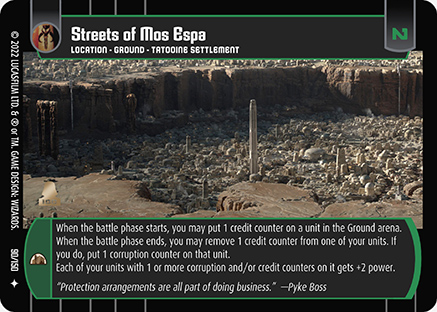 Streets of Mos Espa
LOCATION - GROUND - TATOOINE SETTLEMENT
N
© 2022 LUCASFILM LTD. & ® or TM. GAME DESIGN: WIZARDS.
When the battle phase starts, you may put 1 credit counter on a unit in the Ground arena.
When the battle phase ends, you may remove 1 credit counter from one of your units. If
you do, put 1 corruption counter on that unit.
Each of your units with 1 or more corruption and/or credit counters on it gets +2 power.
“Protection arrangements are all part of doing business.” —Pyke Boss